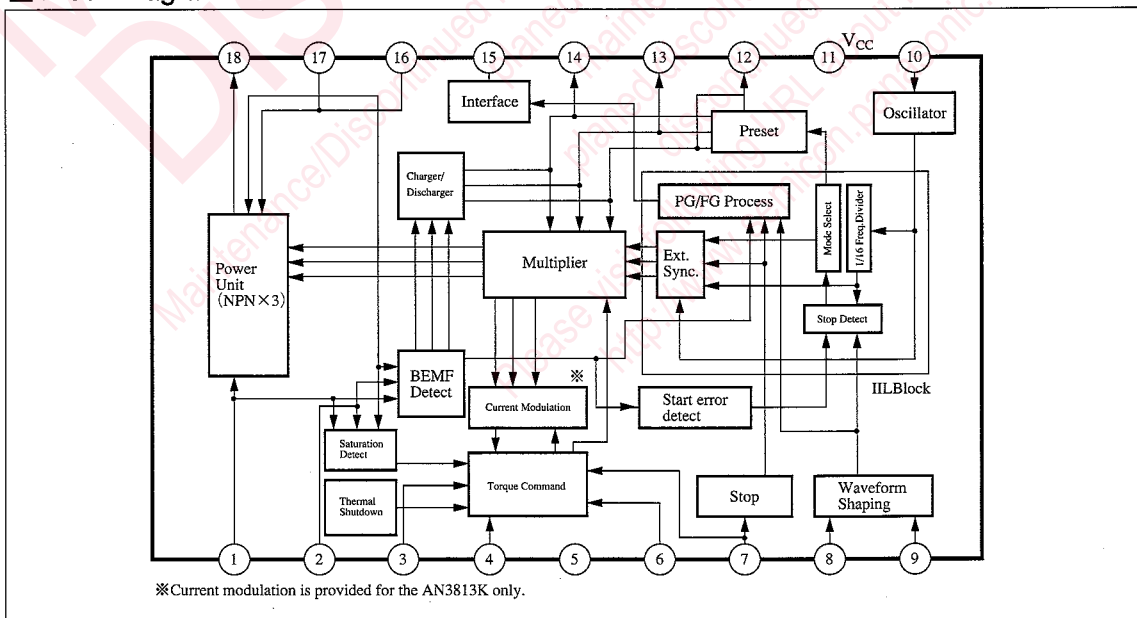 18 17 16 15 14 13 12 11 VCC 10
Interface
Oscillator
Preset
Charger/
Discharger
PG/FG Process
Mode Select
1/16 Freq.Divider
Multiplier
Ext.
Sync.
Power
Unit
(NPN×3)
Stop Detect
BEMF
Detect
※
IILBlock
Current Modulation
Start error
detect
Saturation
Detect
Torque Command
Thermal
Shutdown
Stop
Waveform
Shaping
1 2 3 4 5 6 7 8 9
※Current modulation is provided for the AN3813K only.
Maintenance/Discontinued